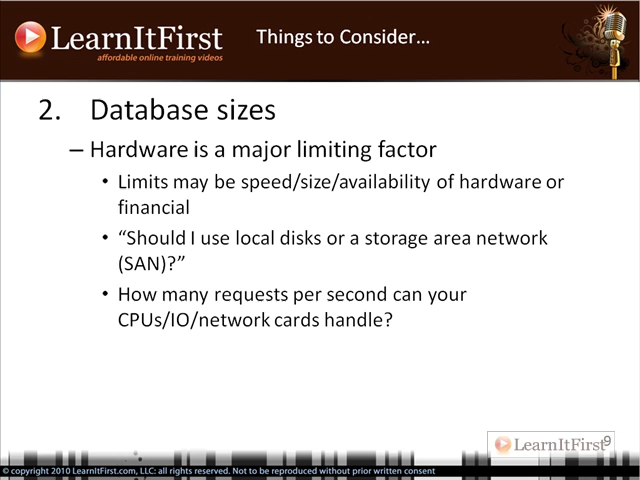 LearnItFirst
affordable online training videos
Things to Consider...
2. Database sizes
– Hardware is a major limiting factor
• Limits may be speed/size/availability of hardware or
financial
• “Should I use local disks or a storage area network
(SAN)?”
• How many requests per second can your
CPUs/IO/network cards handle?
LearnItFirst
9
© copyright 2010 LearnItFirst.com, LLC: all rights reserved. Not to be reproduced without prior written consent